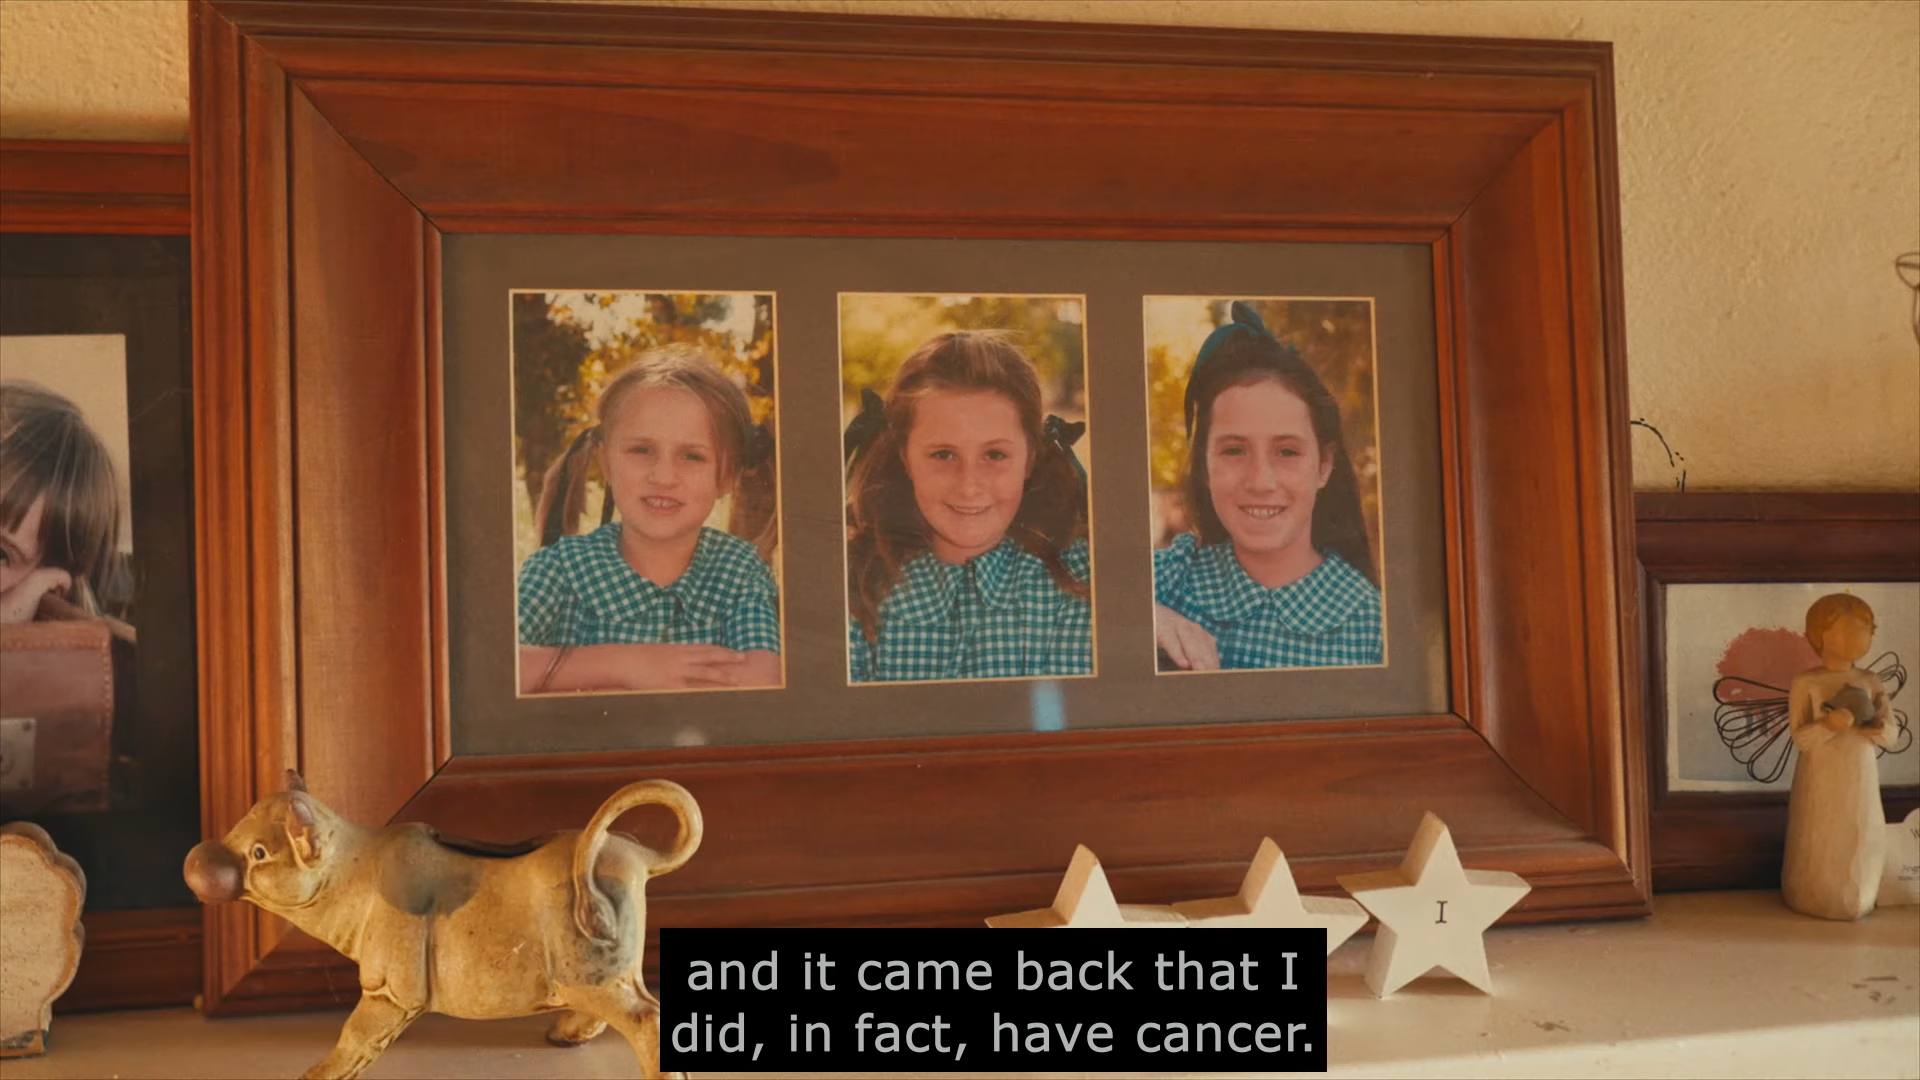 I
and it came back that I
did, in fact, have cancer.